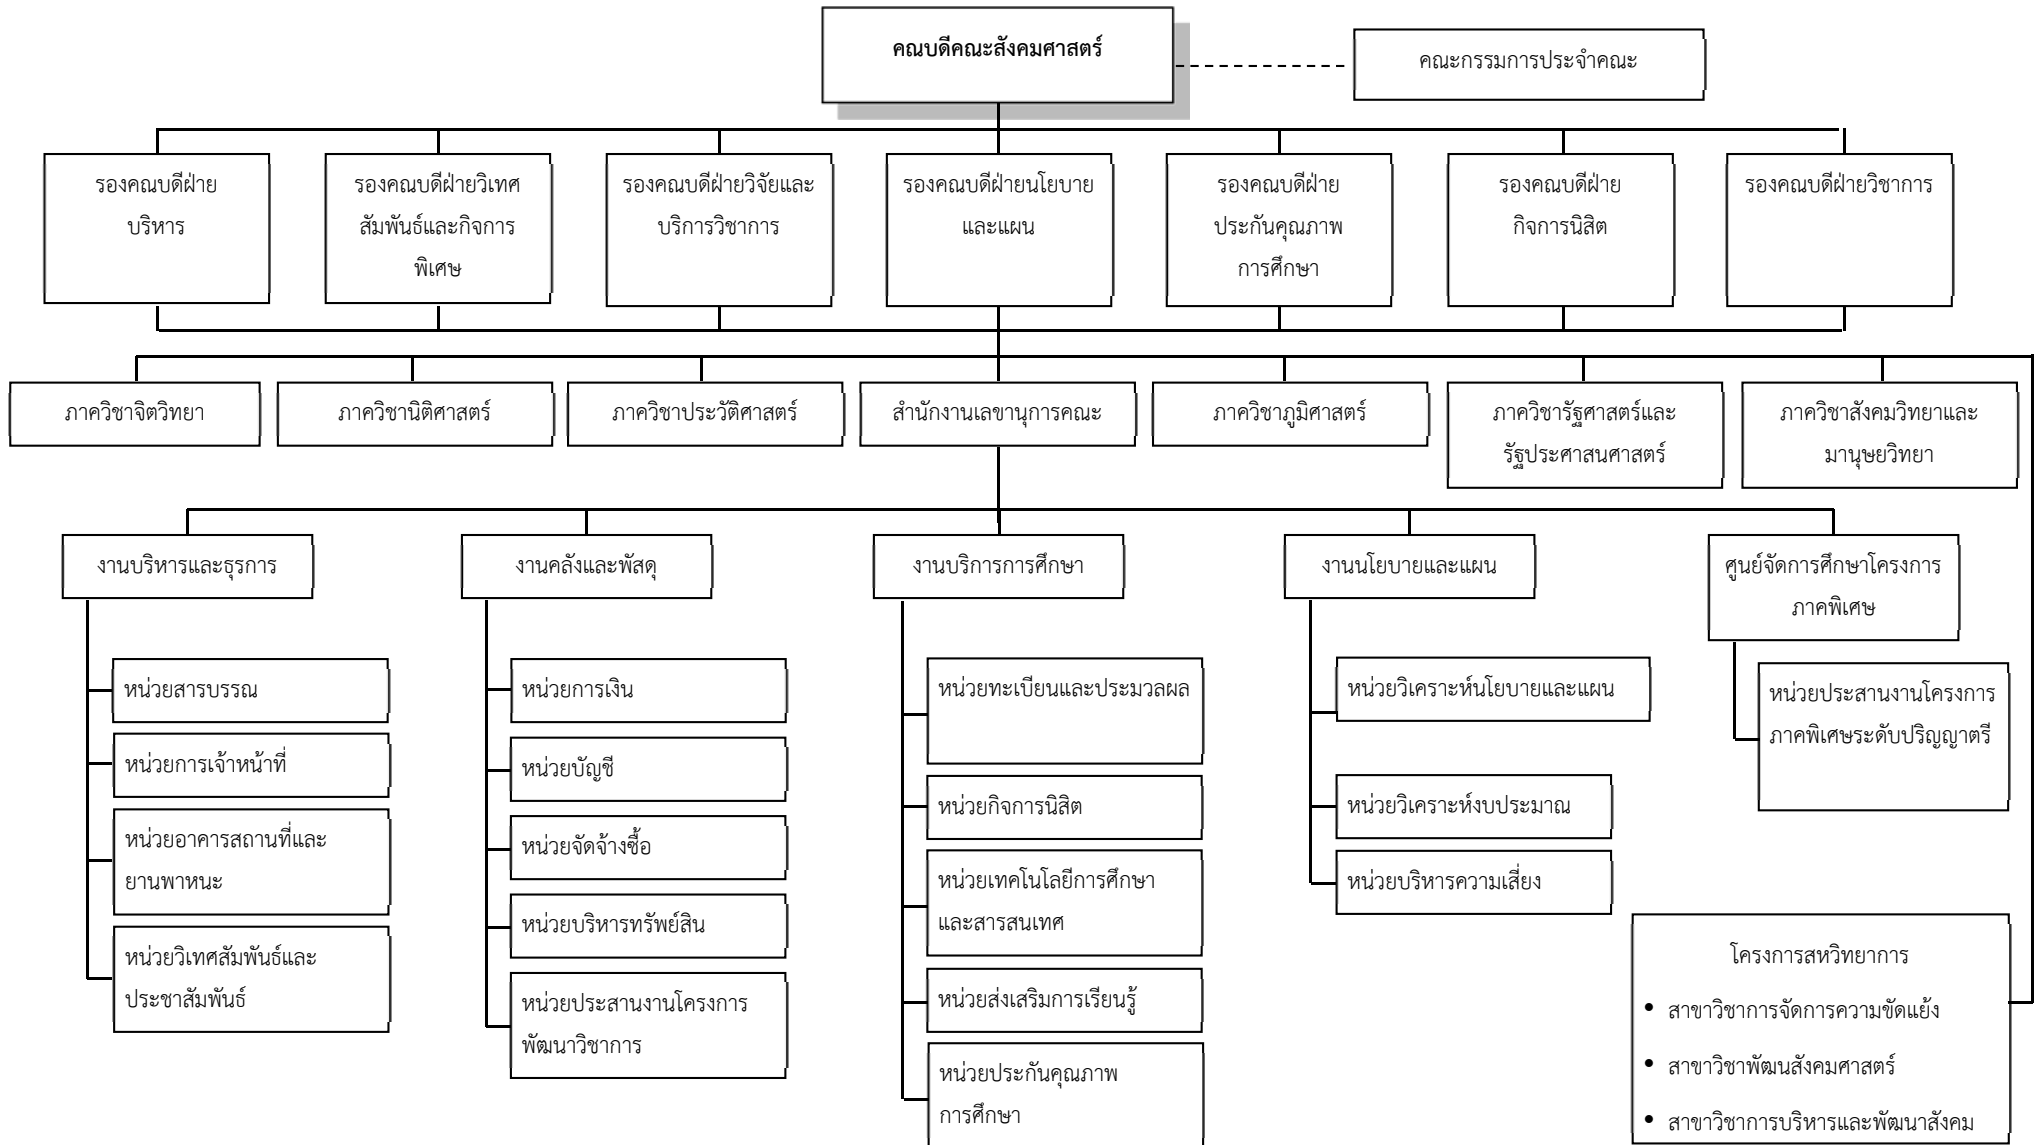 คณบดีคณะสังคมศาสตร์
คณะกรรมการประจำคณะ
รองคณบดีฝ่าย
บริหาร
รองคณบดีฝ่ายวิเทศ
สัมพันธ์และกิจการ
พิเศษ
รองคณบดีฝ่ายวิจัยและ
บริการวิชาการ
รองคณบดีฝ่ายนโยบาย
และแผน
รองคณบดีฝ่าย
ประกันคุณภาพ
การศึกษา
รองคณบดีฝ่าย
กิจการนิสิต
รองคณบดีฝ่ายวิชาการ
ภาควิชาจิตวิทยา
ภาควิชานิติศาสตร์
ภาควิชาประวัติศาสตร์
สำนักงานเลขานุการคณะ
ภาควิชาภูมิศาสตร์
ภาควิชารัฐศาสตร์และ
รัฐประศาสนศาสตร์
ภาควิชาสังคมวิทยาและ
มานุษยวิทยา
งานบริหารและธุรการ
หน่วยสารบรรณ
หน่วยการเจ้าหน้าที่
หน่วยอาคารสถานที่และ
ยานพาหนะ
หน่วยวิเทศสัมพันธ์และ
ประชาสัมพันธ์
งานคลังและพัสดุ
หน่วยการเงิน
หน่วยบัญชี
หน่วยจัดจ้างซื้อ
หน่วยบริหารทรัพย์สิน
หน่วยประสานงานโครงการ
พัฒนาวิชาการ
งานบริการการศึกษา
หน่วยทะเบียนและประมวลผล
หน่วยกิจการนิสิต
หน่วยเทคโนโลยีการศึกษา
และสารสนเทศ
หน่วยส่งเสริมการเรียนรู้
หน่วยประกันคุณภาพ
การศึกษา
งานนโยบายและแผน
หน่วยวิเคราะห์นโยบายและแผน
หน่วยวิเคราะห์งบประมาณ
หน่วยบริหารความเสี่ยง
ศูนย์จัดการศึกษาโครงการ
ภาคพิเศษ
หน่วยประสานงานโครงการ
ภาคพิเศษระดับปริญญาตรี
โครงการสหวิทยาการ
• สาขาวิชาการจัดการความขัดแย้ง
• สาขาวิชาพัฒนสังคมศาสตร์
• สาขาวิชาการบริหารและพัฒนาสังคม